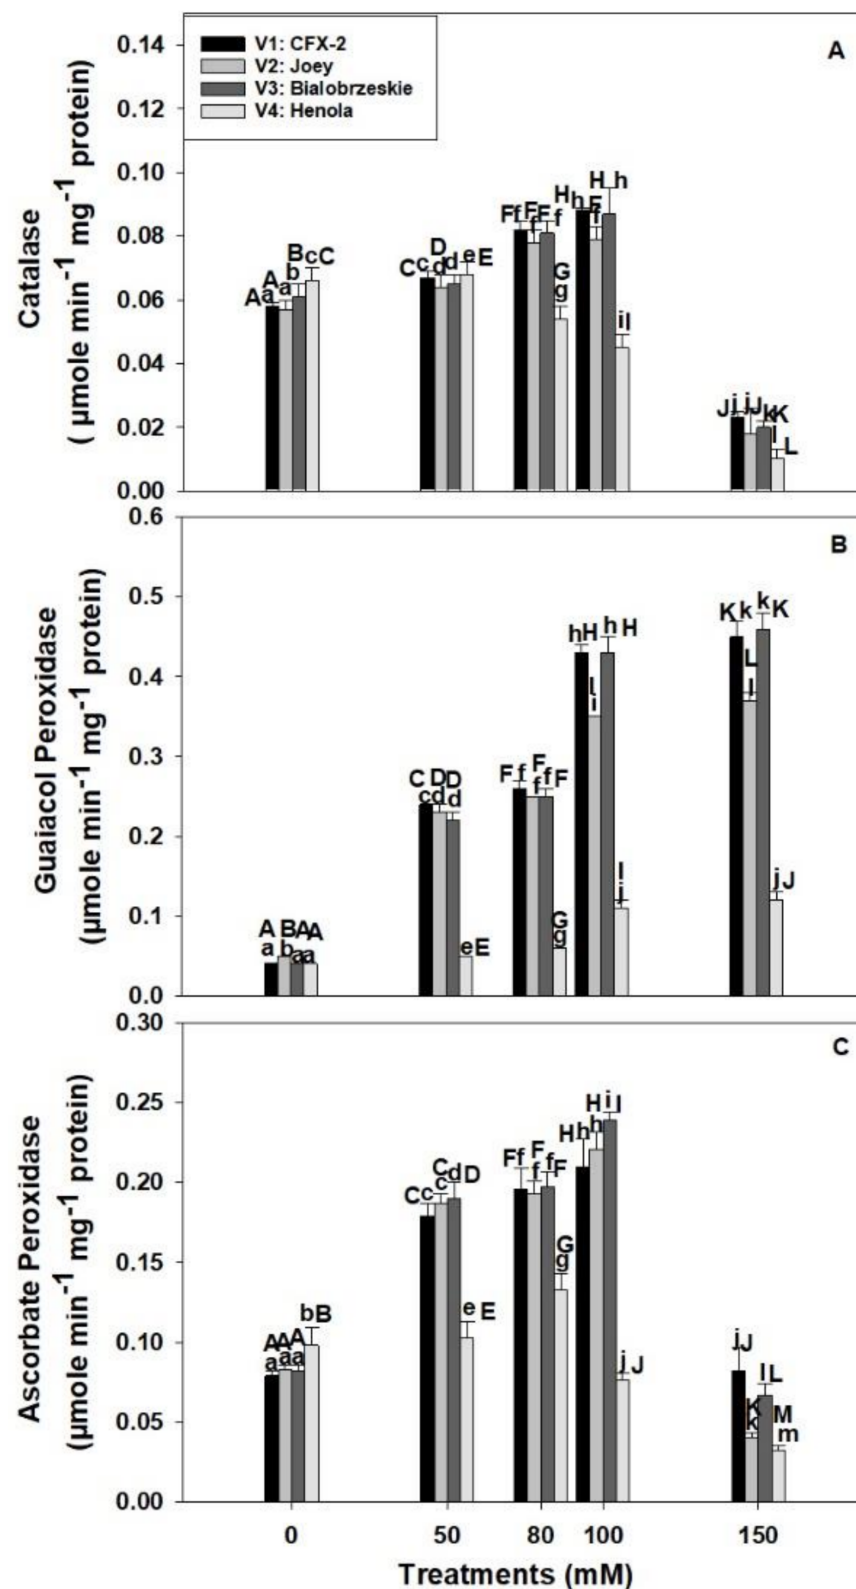 V1: CFX-2
V2: Joey
V3: Bialobrzeskie
V4: Henola
A
Catalase
( µmole min-1 mg-1 protein)
0.14
0.12
0.10
0.08
0.06
0.04
0.02
0.00
A a A a B b c C
C c D d d e E
F f F f F f G g
H h F f H h i I
J j j J k K l L
B
Guaiacol Peroxidase
(µmole min-1 mg-1 protein)
0.6
0.5
0.4
0.3
0.2
0.1
0.0
A a B b A a A a
C c D d D d e E
F f F f f F G g
h H I i h H I j
K k L l k K j J
C
Ascorbate Peroxidase
(µmole min-1 mg-1 protein)
0.30
0.25
0.20
0.15
0.10
0.05
0.00
A a A a A a b B
C c C c d D e E
F f F f f F G g
H h H h i I j J
j J K k l L M m
0 50 80 100 150
Treatments (mM)